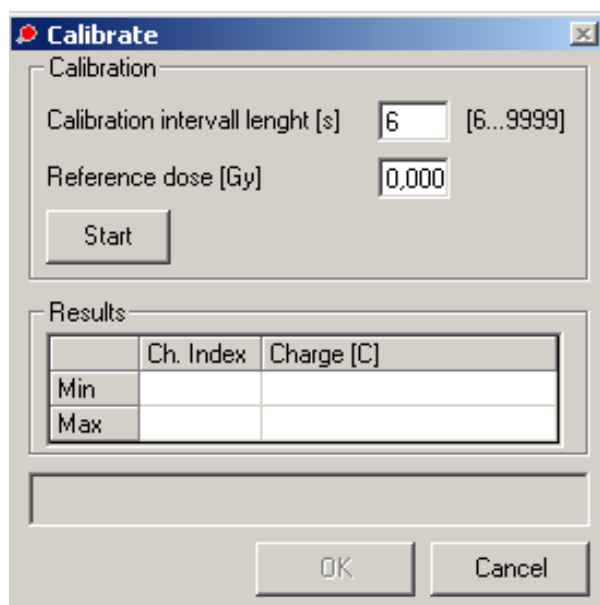 Calibrate
Calibration
Calibration intervall lenght [s] 6 [6...9999]
Reference dose [Gy] 0,000
Start
Results
Ch. Index Charge [C]
Min
Max
OK Cancel